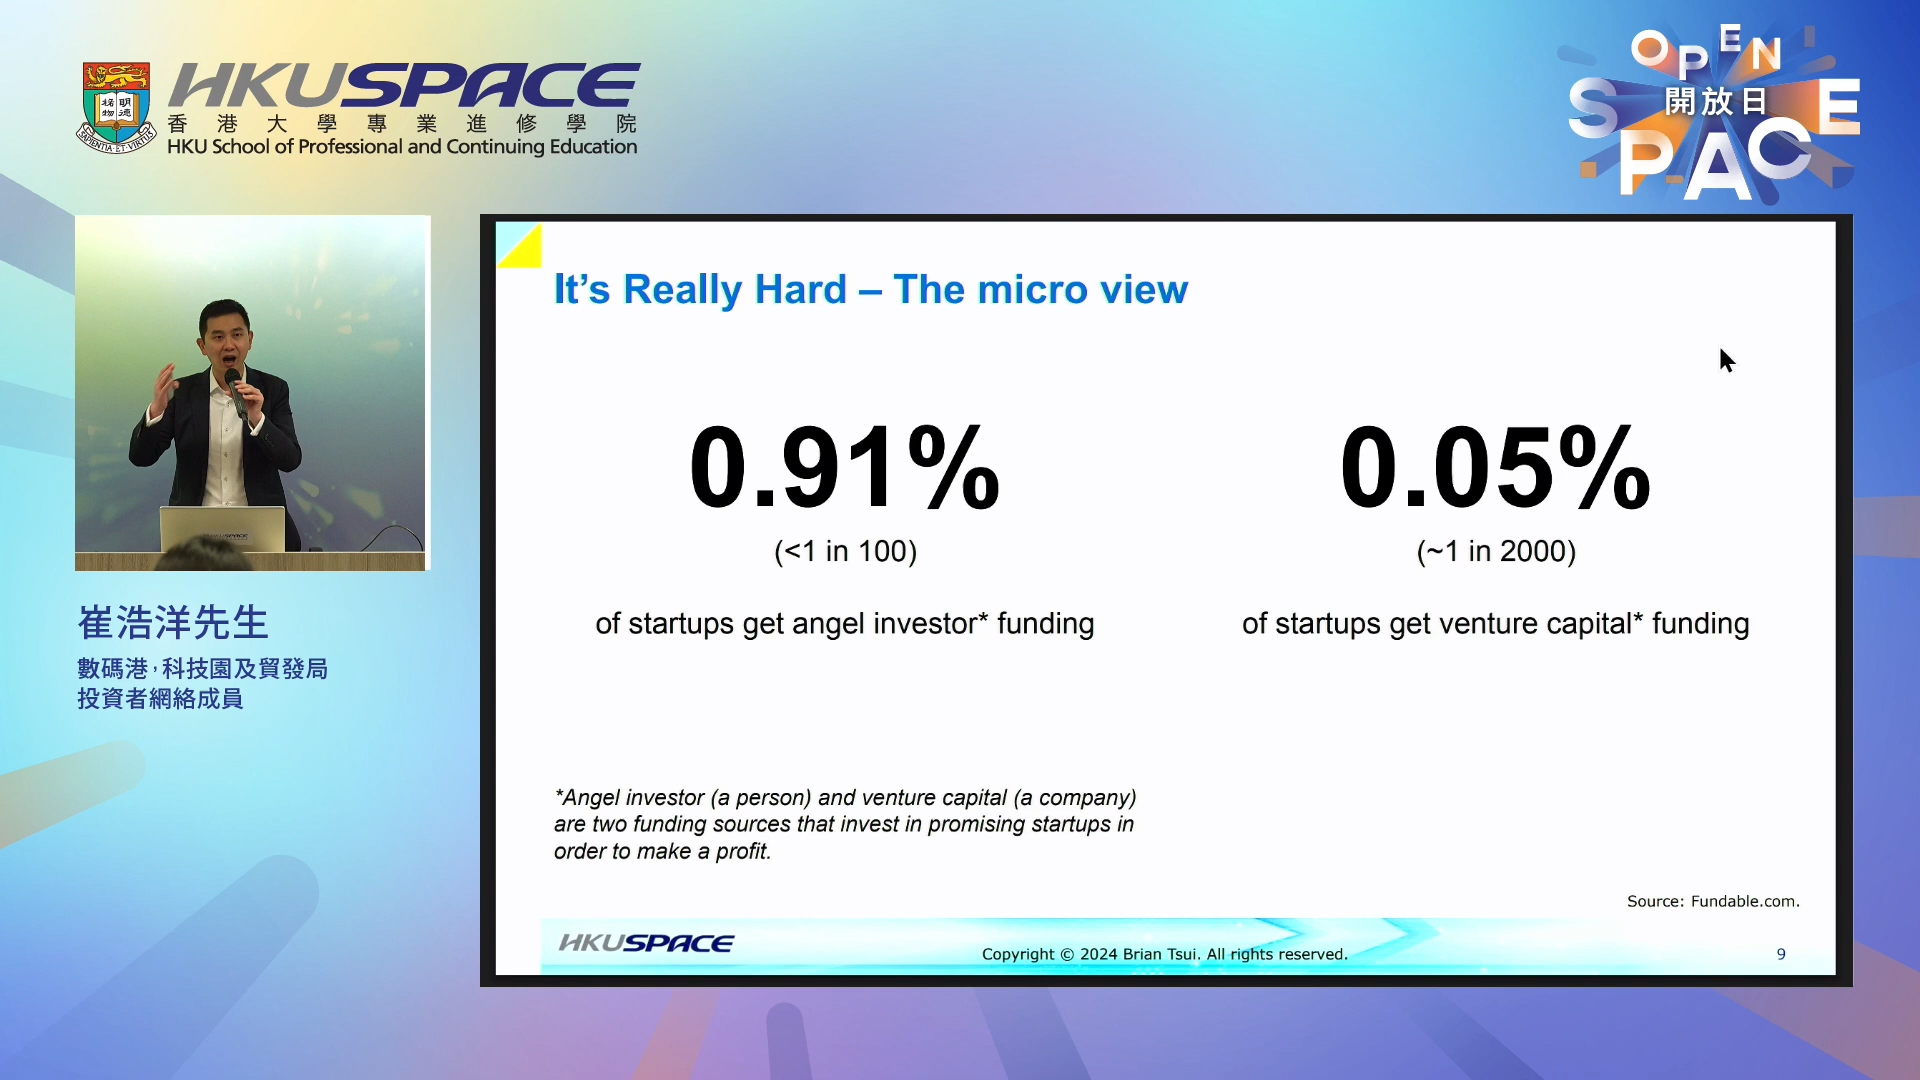 HKUSPACE
香港大學專業進修學院
HKU School of Professional and Continuing Education
OPEN
開放日
SPACE
崔浩洋先生
數碼港，科技園及貿發局
投資者網絡成員
It’s Really Hard – The micro view
0.91%
(<1 in 100)
of startups get angel investor* funding
0.05%
(~1 in 2000)
of startups get venture capital* funding
*Angel investor (a person) and venture capital (a company)
are two funding sources that invest in promising startups in
order to make a profit.
Source: Fundable.com.
HKUSPACE
Copyright © 2024 Brian Tsui. All rights reserved.
9